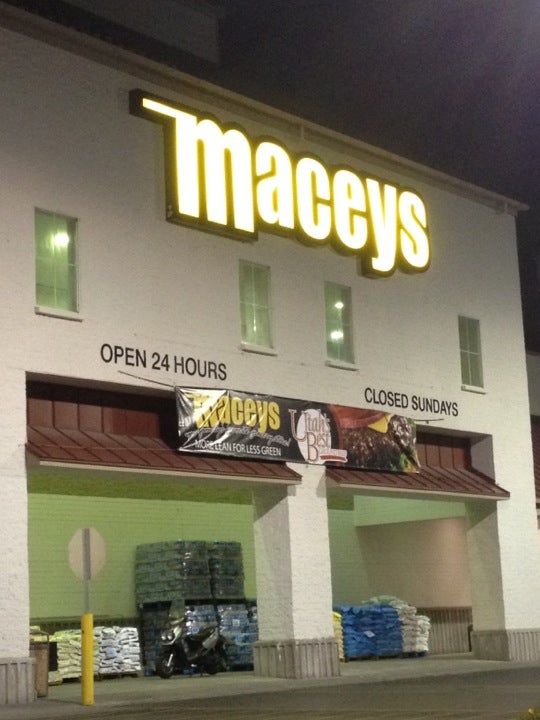 maceys
OPEN 24 HOURS
CLOSED SUNDAYS
maceys
MORE LEAN FOR LESS GREEN
Utah's
Best